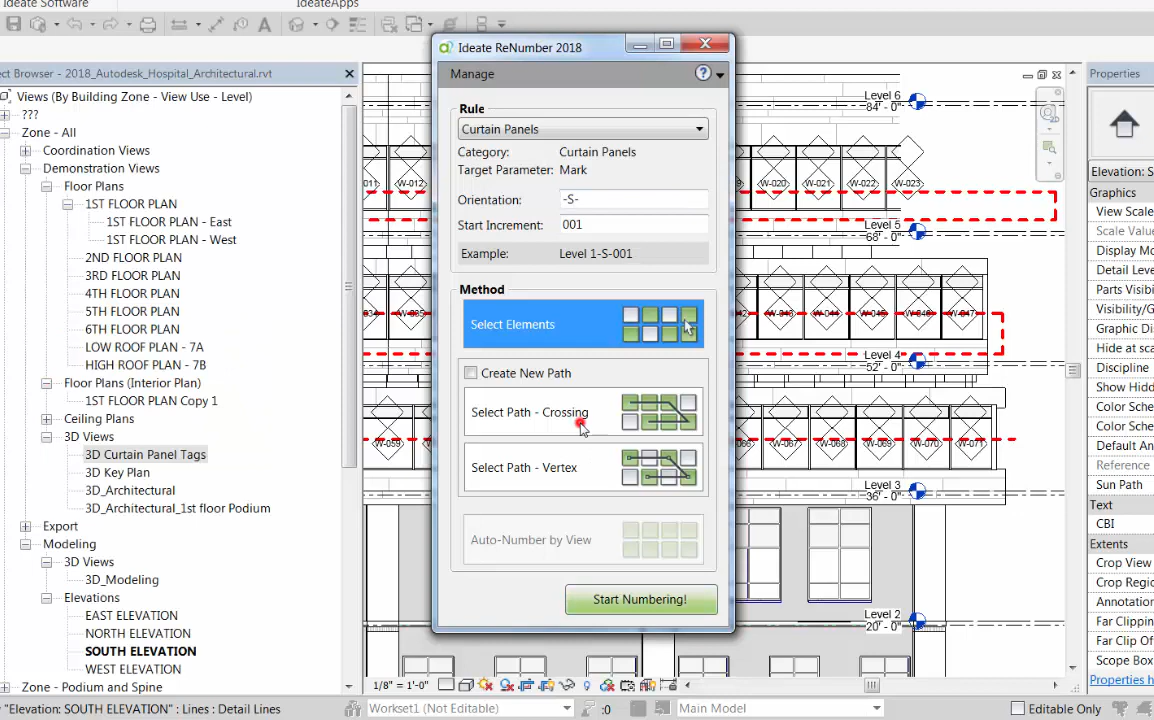 Ideate Software
IdeateApps
ct Browser - 2018_Autodesk_Hospital_Architectural.rvt
Views (By Building Zone - View Use - Level)
???
Zone - All
Coordination Views
Demonstration Views
Floor Plans
1ST FLOOR PLAN
1ST FLOOR PLAN - East
1ST FLOOR PLAN - West
2ND FLOOR PLAN
3RD FLOOR PLAN
4TH FLOOR PLAN
5TH FLOOR PLAN
6TH FLOOR PLAN
LOW ROOF PLAN - 7A
HIGH ROOF PLAN - 7B
Floor Plans (Interior Plan)
1ST FLOOR PLAN Copy 1
Ceiling Plans
3D Views
3D Curtain Panel Tags
3D Key Plan
3D_Architectural
3D_Architectural_1st floor Podium
Export
Modeling
3D Views
3D_Modeling
Elevations
EAST ELEVATION
NORTH ELEVATION
SOUTH ELEVATION
WEST ELEVATION
Zone - Podium and Spine
Ideate ReNumber 2018
Manage
Rule
Curtain Panels
Category: Curtain Panels
Target Parameter: Mark
Orientation: -S-
Start Increment: 001
Example: Level 1-S-001
Method
Select Elements
Create New Path
Select Path - Crossing
Select Path - Vertex
Auto-Number by View
Start Numbering!
Level 6
84' - 0"
011 W-012 W-020 W-021 W-022 W-023
Level 5
68' - 0"
034 W-035 W-043 W-044 W-045 W-046 W-047
Level 4
52' - 0"
W-059 W-060 W-067 W-068 W-069 W-070 W-071
Level 3
36' - 0"
Level 2
20' - 0"
Properties
Elevation: S
Graphics
View Scale
Scale Valu
Display Mo
Detail Leve
Parts Visibi
Visibility/G
Graphic Dis
Hide at sca
Discipline
Show Hidd
Color Sche
Color Sche
Default An
Reference
Sun Path
Text
CBI
Extents
Crop View
Crop Regio
Annotation
Far Clippin
Far Clip Of
Scope Box
Properties h
1/8" = 1'-0"
"Elevation: SOUTH ELEVATION" : Lines : Detail Lines
Workset1 (Not Editable)
:0
Main Model
Editable Only